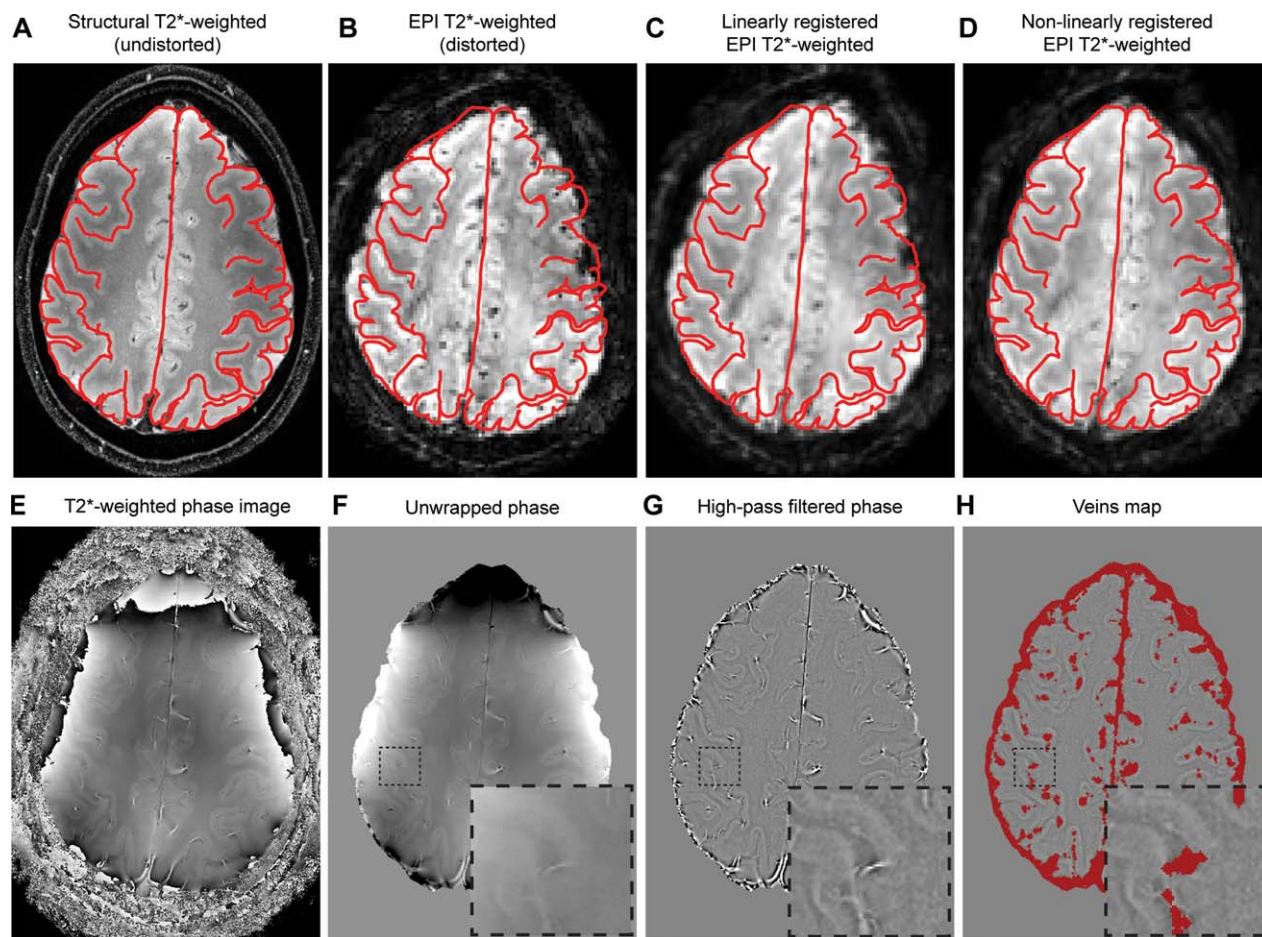 A Structural T2*-weighted
(undistorted)
B EPI T2*-weighted
(distorted)
C Linearly registered
EPI T2*-weighted
D Non-linearly registered
EPI T2*-weighted
E T2*-weighted phase image
F Unwrapped phase
G High-pass filtered phase
H Veins map